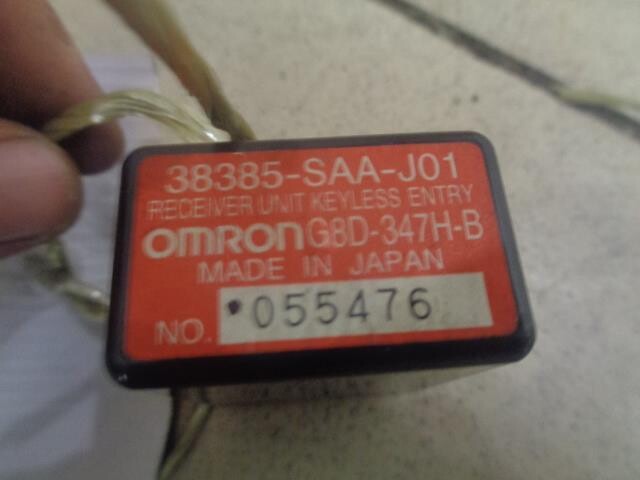 38385-SAA-J01
RECEIVER UNIT KEYLESS ENTRY
OMRON G8D-347H-B
MADE IN JAPAN
NO. *055476